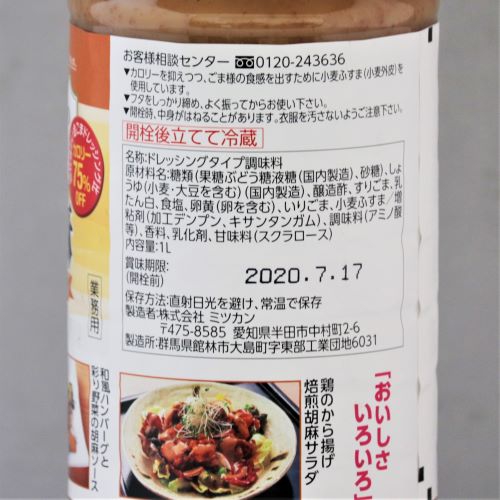 お客様相談センター 0120-243636
▼カロリーを抑えつつ、ごま様の食感を出すために小麦ふすま(小麦外皮)を
使用しています。
▼フタをしっかり締め、よく振ってからお使い下さい。
▼開栓時、中身がはねることがあります。衣服を汚さないようご注意下さい。
開栓後立てて冷蔵
名称:ドレッシングタイプ調味料
原材料名:糖類(果糖ぶどう糖液糖(国内製造)、砂糖)、しょ
うゆ(小麦・大豆を含む)(国内製造)、醸造酢、すりごま、乳
たん白、食塩、卵黄(卵を含む)、いりごま、小麦ふすま/増
粘剤(加工デンプン、キサンタンガム)、調味料(アミノ酸
等)、香料、乳化剤、甘味料(スクラロース)
内容量:1L
賞味期限:
(開栓前)
2020.7.17
保存方法:直射日光を避け、常温で保存
製造者:株式会社 ミツカン
〒475-8585 愛知県半田市中村町2-6
製造所:群馬県館林市大島町字東部工業団地6031
ごまドレッシング比
カロリー
75%
OFF
業務用
和風ハンバーグと
彩り野菜の胡麻ソース
鶏のから揚げ
焙煎胡麻サラダ
「おいしさ
いろいろ」